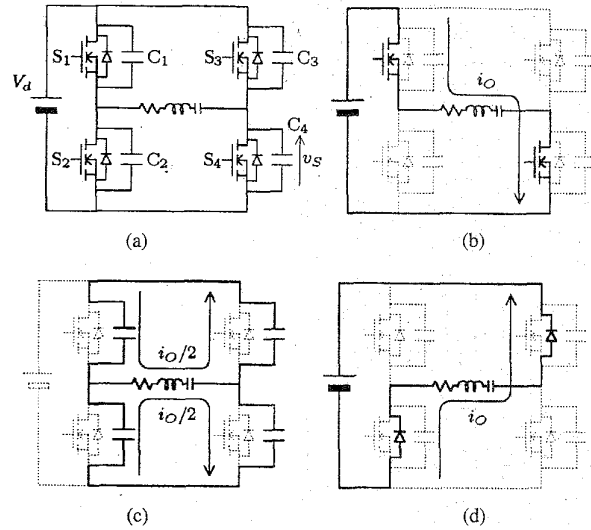 S₁ C₁ S₃ C₃
V_d
C₄
S₂ C₂ S₄ v_S
(a)
i_O
(b)
i_O/2
i_O/2
(c)
i_O
(d)